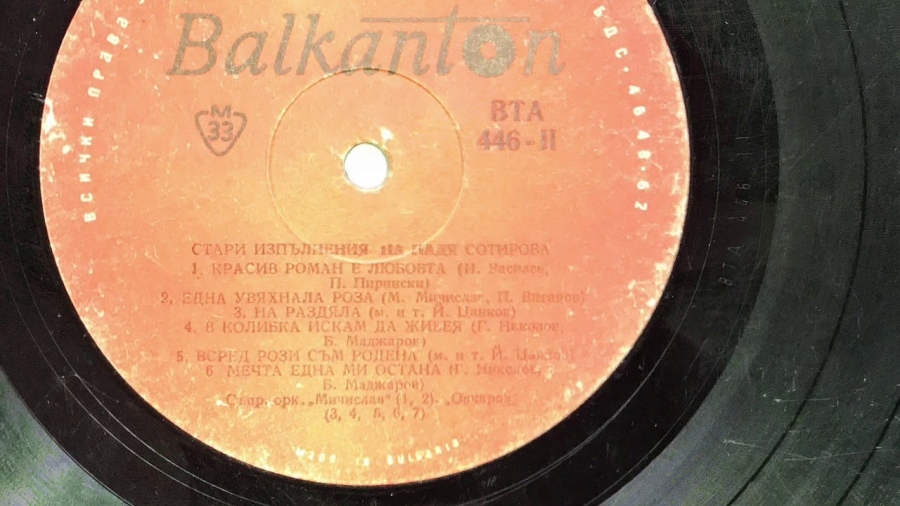 Balkanton
M
33
ВТА
446-II
ВСИЧКИ ПРАВА
БДС.4646-62
СТАРИ ИЗПЪЛНЕНИЯ НА НАДЯ СОТИРОВА
1. КРАСИВ РОМАН Е ЛЮБОВТА (И. Василев,
П. Пирински)
2. ЕДНА УВЯХНАЛА РОЗА (М. Мичислав, П.
3. НА РАЗДЯЛА (м. и т. Й. Цанков)
4. В КОЛИБКА ИСКАМ ДА ЖИВЕЯ (Г. Николов,
Б. Маджаров)
5. ВСРЕД РОЗИ СЪМ РОДЕНА (м. и т. Й. Цанков)
6 МЕЧТА ЕДНА МИ ОСТАНА (Г. Николов,
Б. Маджаров)
Съпр. орк. „Мичислав" (1, 2). „Овчаров"
(3, 4, 5, 6, 7)
MADE IN BULGARIA
ВТА 446 II